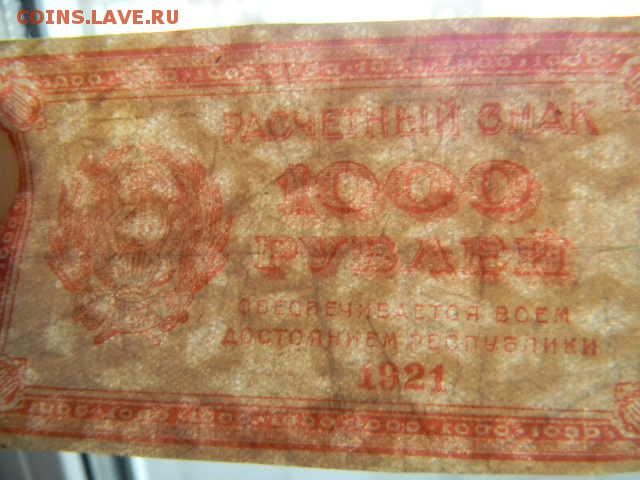 COINS.LAVE.RU
РАСЧЕТНЫЙ ЗНАК
1000
РУБЛЕЙ
ОБЕСПЕЧИВАЕТСЯ ВСЕМ
ДОСТОЯНИЕМ РЕСПУБЛИКИ
1921